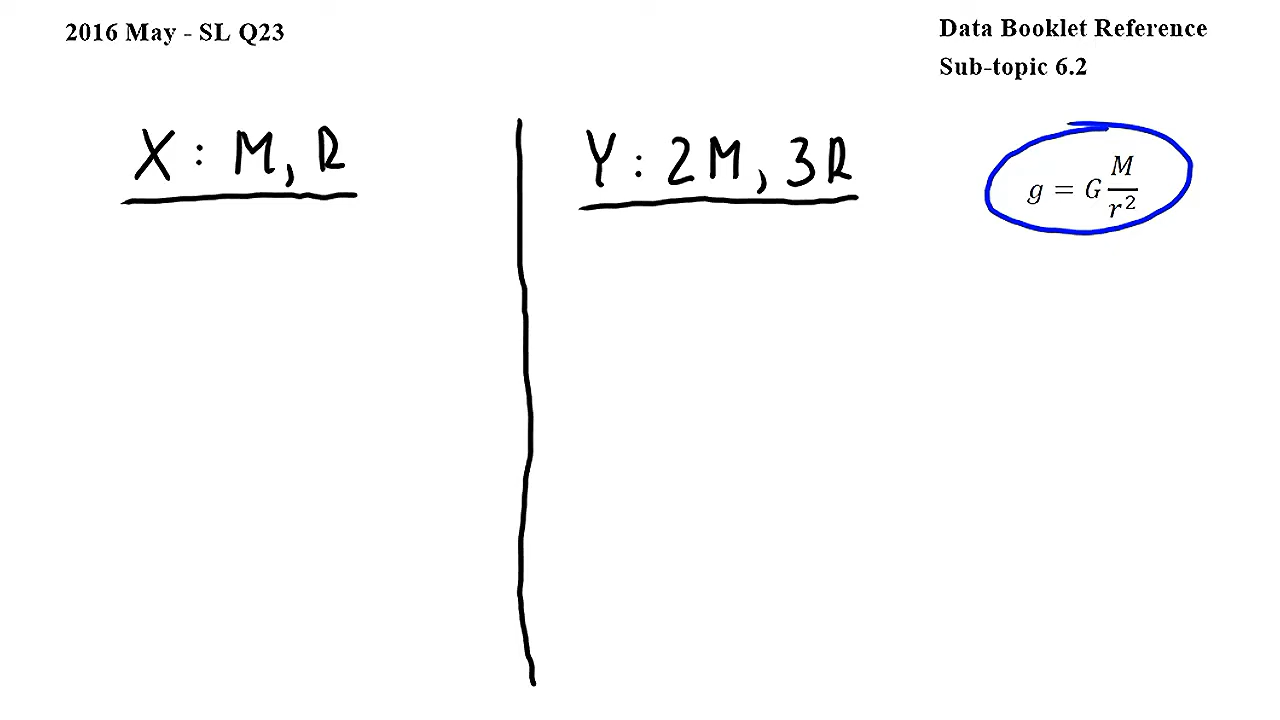 2016 May - SL Q23
Data Booklet Reference
Sub-topic 6.2
X: M, R
Y: 2M, 3R
g = G M/r²